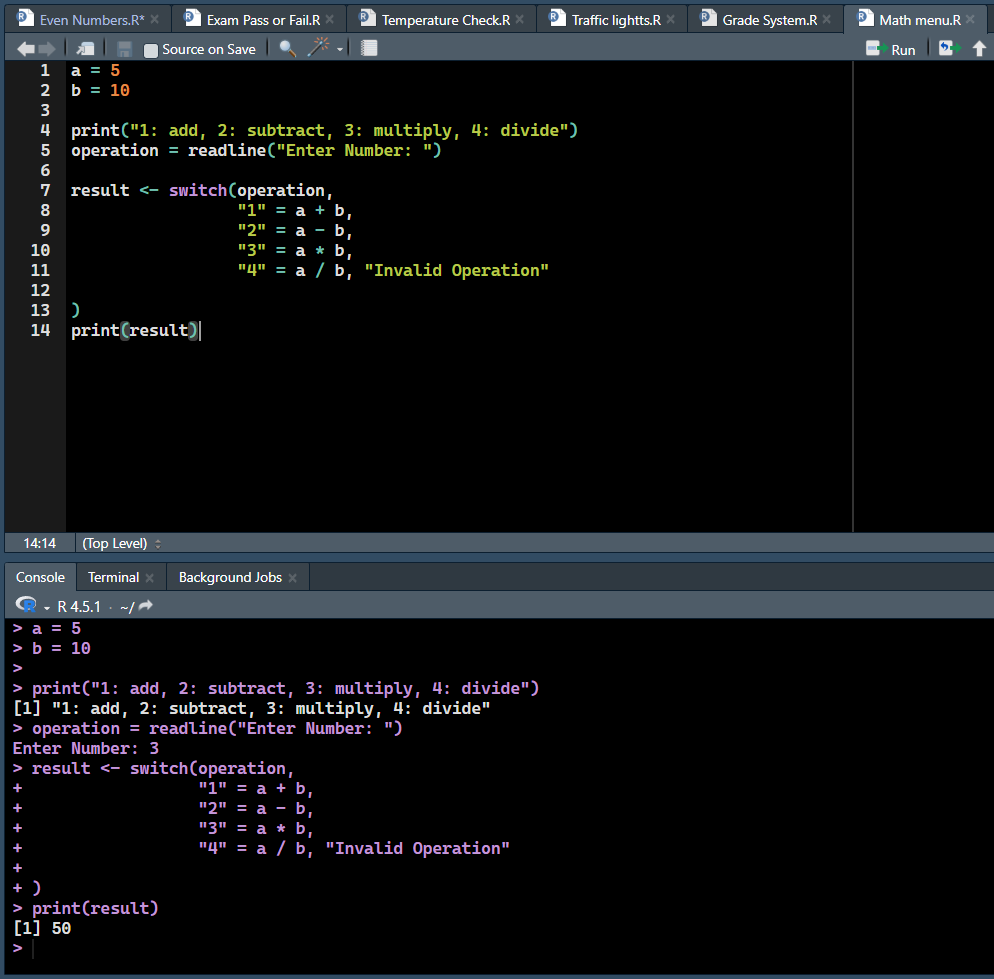 Even Numbers.R* × Exam Pass or Fail.R × Temperature Check.R × Traffic lightts.R × Grade System.R × Math menu.R ×
Source on Save Run
1 a = 5
2 b = 10
3
4 print("1: add, 2: subtract, 3: multiply, 4: divide")
5 operation = readline("Enter Number: ")
6
7 result <- switch(operation,
8 "1" = a + b,
9 "2" = a - b,
10 "3" = a * b,
11 "4" = a / b, "Invalid Operation"
12
13 )
14 print(result)
14:14 (Top Level)
Console Terminal × Background Jobs ×
R R 4.5.1 · ~/
> a = 5
> b = 10
>
> print("1: add, 2: subtract, 3: multiply, 4: divide")
[1] "1: add, 2: subtract, 3: multiply, 4: divide"
> operation = readline("Enter Number: ")
Enter Number: 3
> result <- switch(operation,
+ "1" = a + b,
+ "2" = a - b,
+ "3" = a * b,
+ "4" = a / b, "Invalid Operation"
+
+ )
> print(result)
[1] 50
>